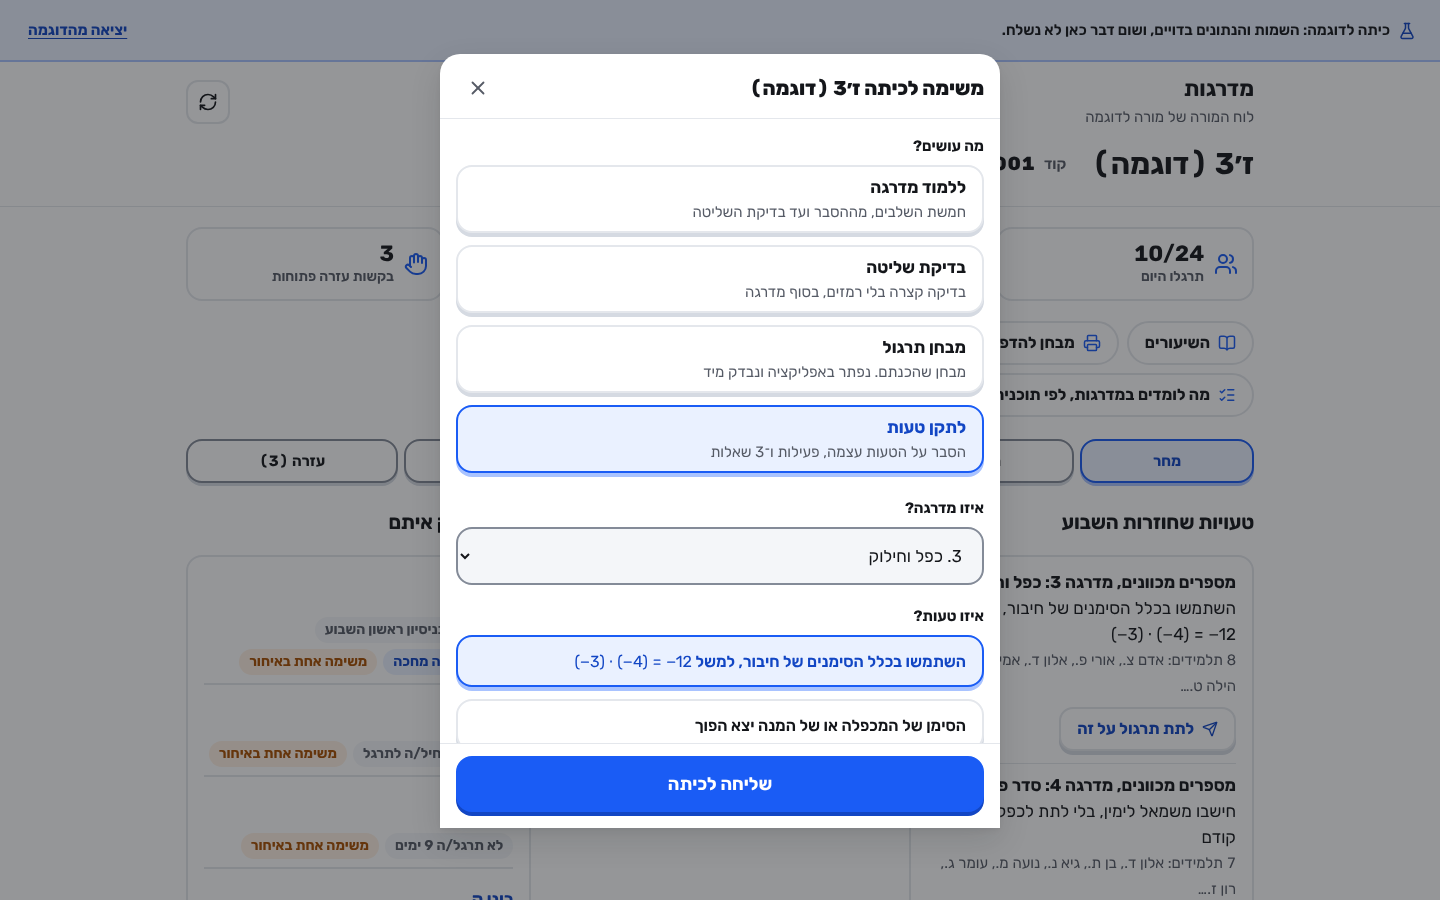 כיתה לדוגמה: השמות והנתונים בדויים, ושום דבר כאן לא נשלח.
יציאה מהדוגמה
מדרגות
לוח המורה של מורה לדוגמה
ז׳3 (דוגמה)
קוד
10/24
תרגלו היום
3
בקשות עזרה פתוחות
השיעורים
מבחן
מה לומדים במדרגות, לפי
מחר
עזרה (3)
טעויות שחוזרות השבוע
איתם
מספרים מכוונים, מדרגה 3: כפל
השתמשו בכלל הסימנים של חיבור,
(−3) · (−4) = −12
8 תלמידים: אדם צ., אורי פ., אלון ד.,
הילה ט.…
לתת תרגול על זה
מספרים מכוונים, מדרגה 4: סדר
חישבו משמאל לימין, בלי לתת לכפל
קודם
7 תלמידים: אלון ד., בן ת., גיא נ., נועה מ., עומר ג.,
רון ז.…
בניסיון ראשון השבוע
מחכה
משימה אחת באיחור
לתרגל
משימה אחת באיחור
לא תרגל/ה 9 ימים
משימה אחת באיחור
משימה לכיתה ז׳3 (דוגמה)
מה עושים?
ללמוד מדרגה
חמשת השלבים, מההסבר ועד בדיקת השליטה
בדיקת שליטה
בדיקה קצרה בלי רמזים, בסוף מדרגה
מבחן תרגול
מבחן שהכנתם. נפתר באפליקציה ונבדק מיד
לתקן טעות
הסבר על הטעות עצמה, פעילות ו־3 שאלות
איזו מדרגה?
3. כפל וחילוק
איזו טעות?
השתמשו בכלל הסימנים של חיבור, למשל (−3) · (−4) = −12
הסימן של המכפלה או של המנה יצא הפוך
שליחה לכיתה